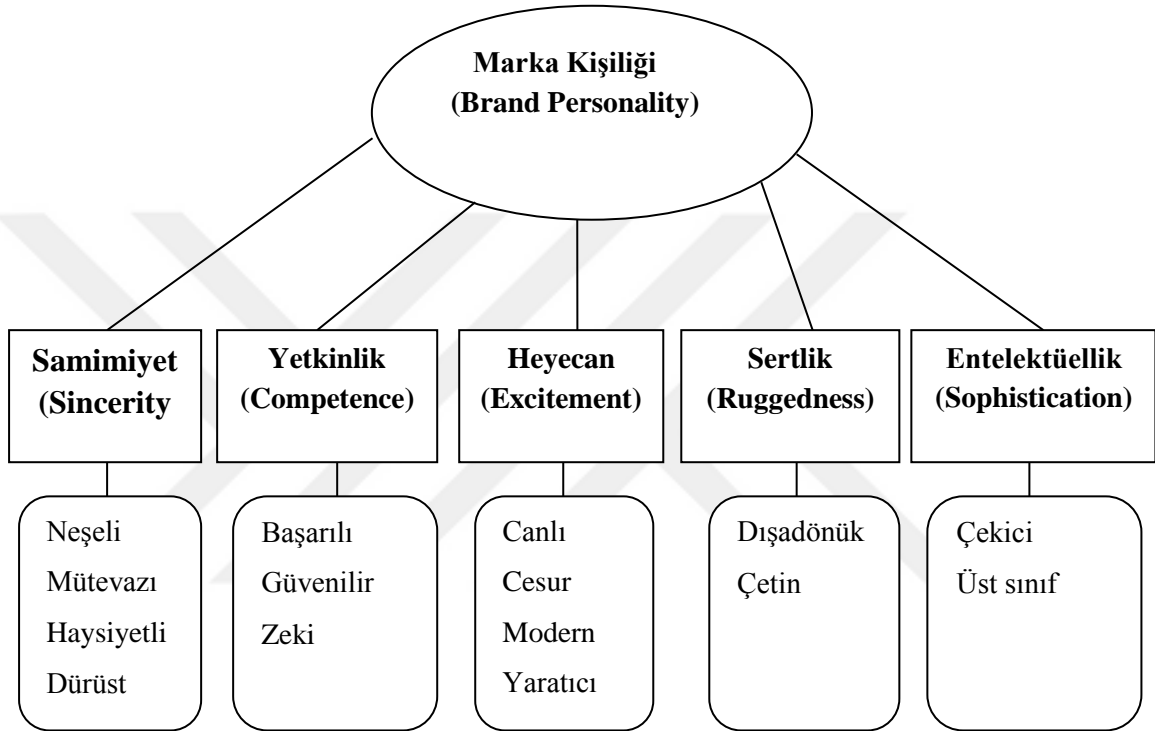 Marka Kişiliği
(Brand Personality)
Samimiyet
(Sincerity
Yetkinlik
(Competence)
Heyecan
(Excitement)
Sertlik
(Ruggedness)
Entelektüellik
(Sophistication)
Neşeli
Mütevazı
Haysiyetli
Dürüst
Başarılı
Güvenilir
Zeki
Canlı
Cesur
Modern
Yaratıcı
Dışadönük
Çetin
Çekici
Üst sınıf